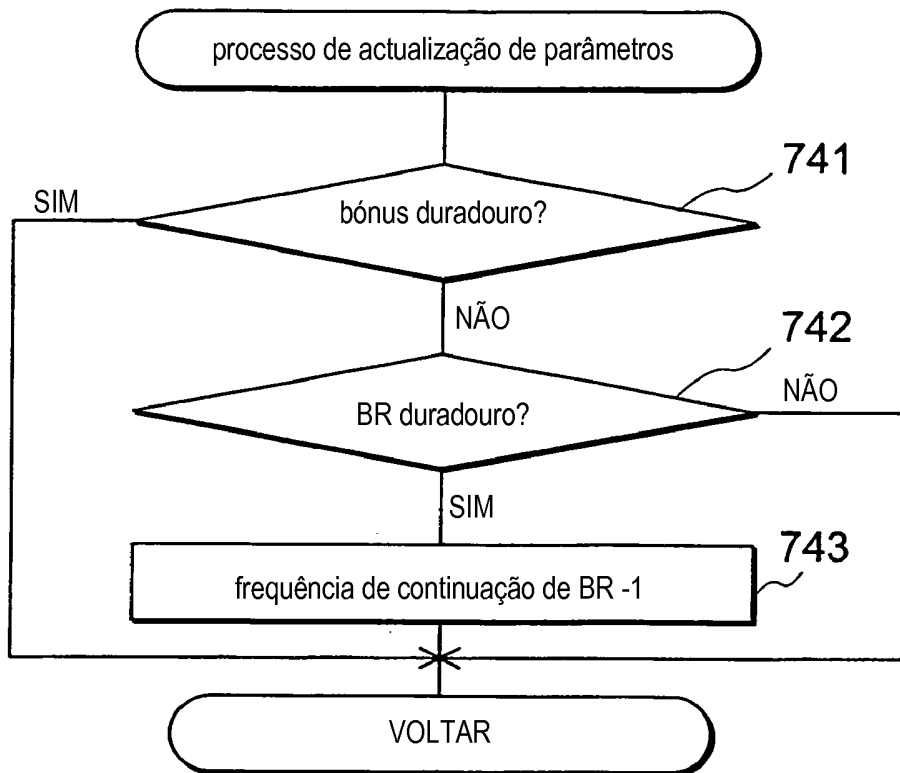 processo de actualização de parâmetros
741
SIM
bónus duradouro?
NÃO
742
NÃO
BR duradouro?
SIM
743
frequência de continuação de BR -1
VOLTAR